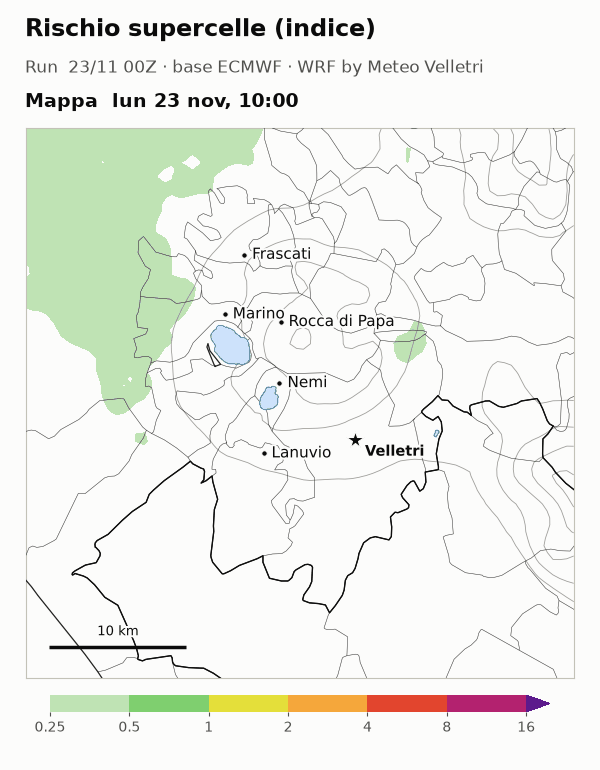 Rischio supercelle (indice)
Run  23/11 00Z · base ECMWF · WRF by Meteo Velletri
Mappa  lun 23 nov, 10:00
Frascati
Marino
Rocca di Papa
Nemi
Velletri
Lanuvio
10 km
0.25 0.5 1 2 4 8 16